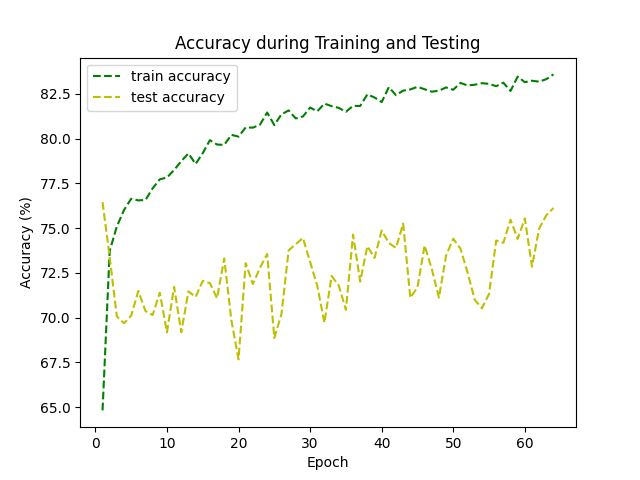 Accuracy during Training and Testing
train accuracy
test accuracy
Accuracy (%)
82.5
80.0
77.5
75.0
72.5
70.0
67.5
65.0
0 10 20 30 40 50 60
Epoch